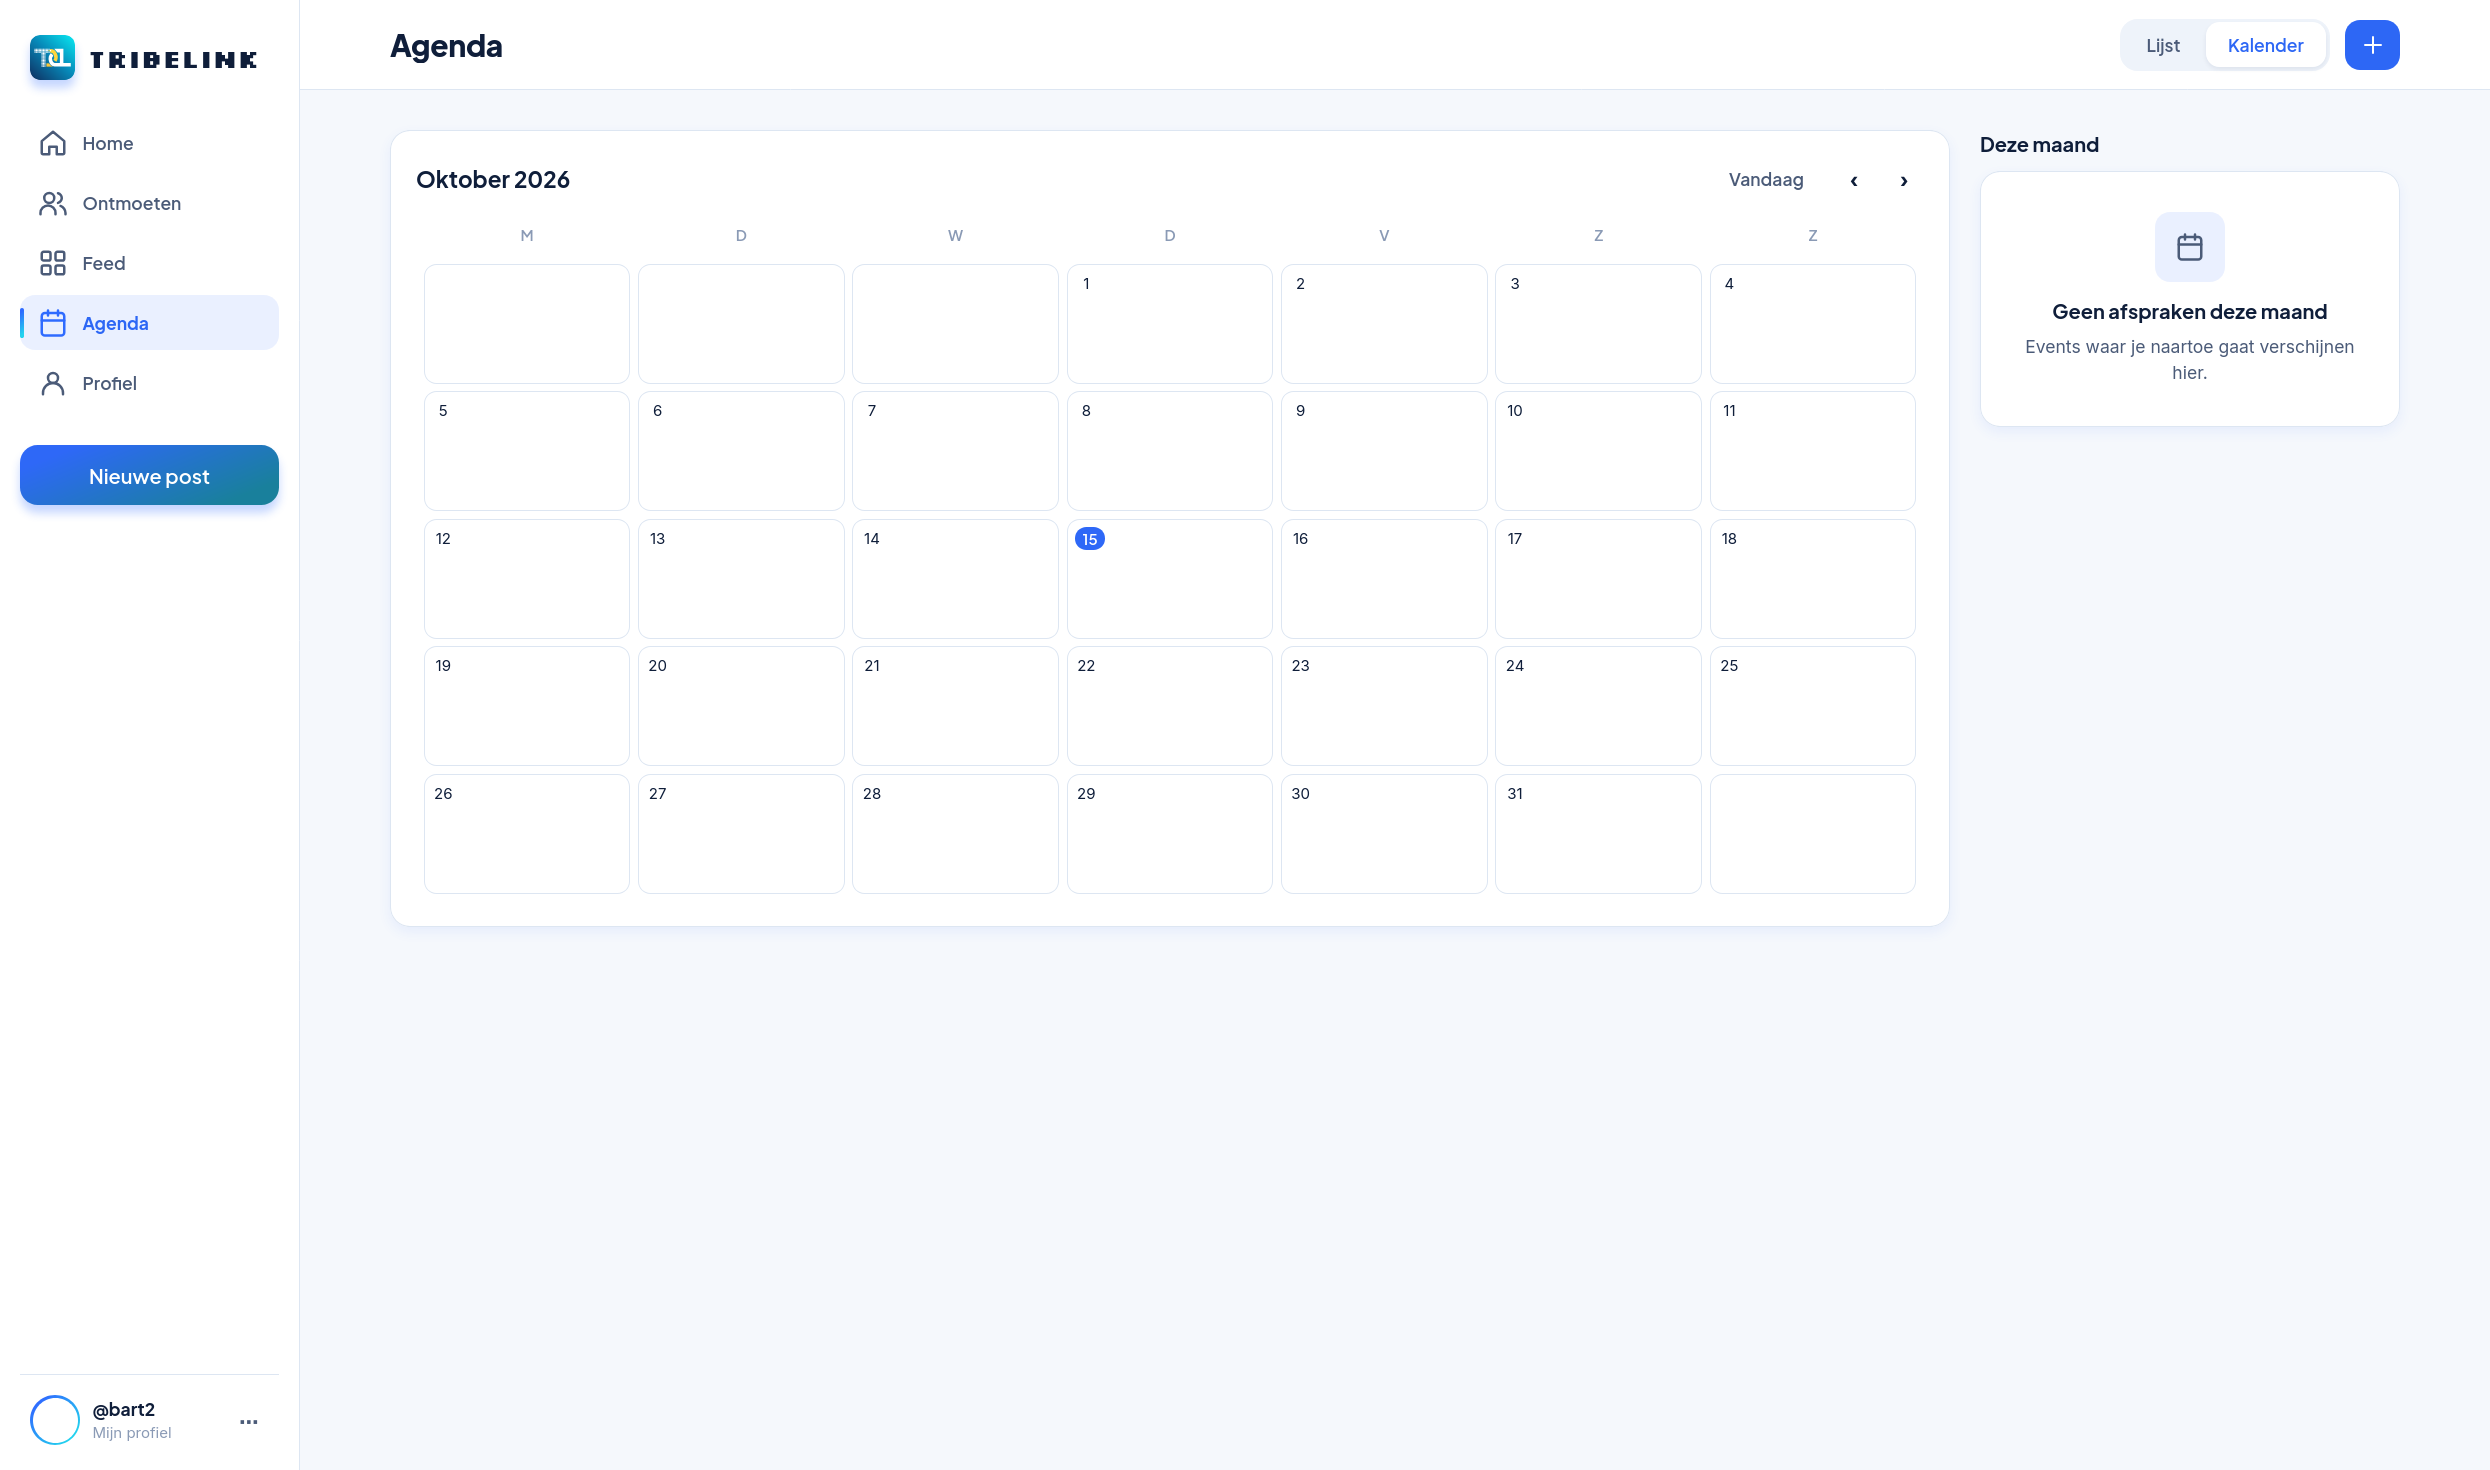 TRIBELINK
Home
Ontmoeten
Feed
Agenda
Profiel
Nieuwe post
@bart2
Mijn profiel
...
Agenda
Lijst Kalender +
Oktober 2026
Vandaag ‹ ›
M D W D V Z Z
1 2 3 4
5 6 7 8 9 10 11
12 13 14 15 16 17 18
19 20 21 22 23 24 25
26 27 28 29 30 31
Deze maand
Geen afspraken deze maand
Events waar je naartoe gaat verschijnen
hier.